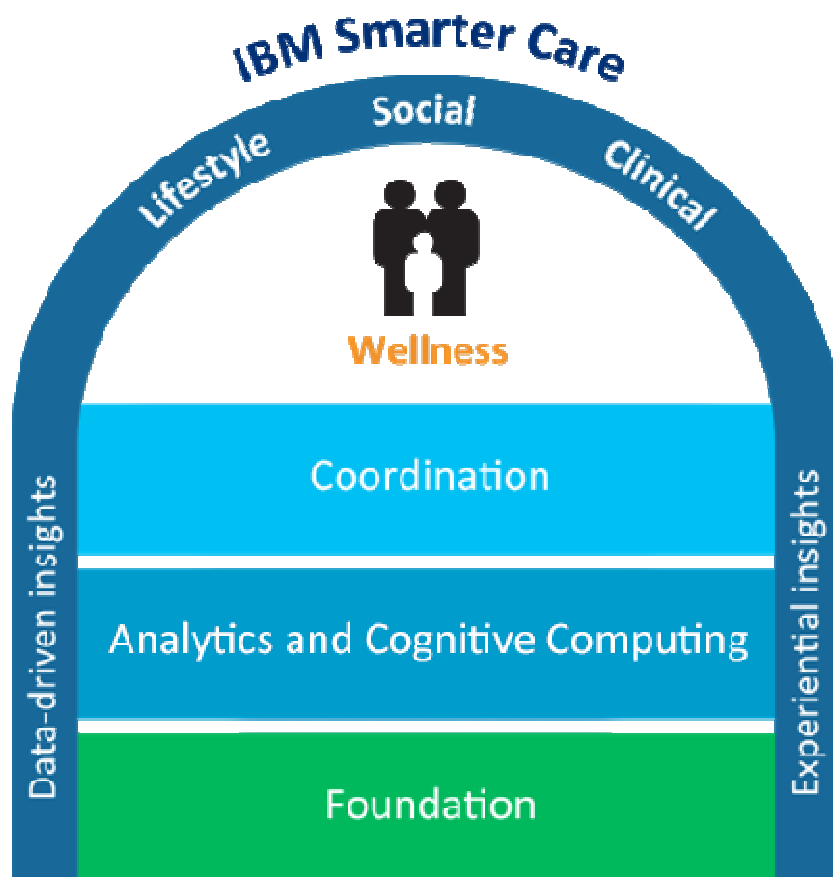 IBM Smarter Care
Lifestyle
Social
Clinical
Wellness
Coordination
Analytics and Cognitive Computing
Foundation
Data-driven insights
Experiential insights